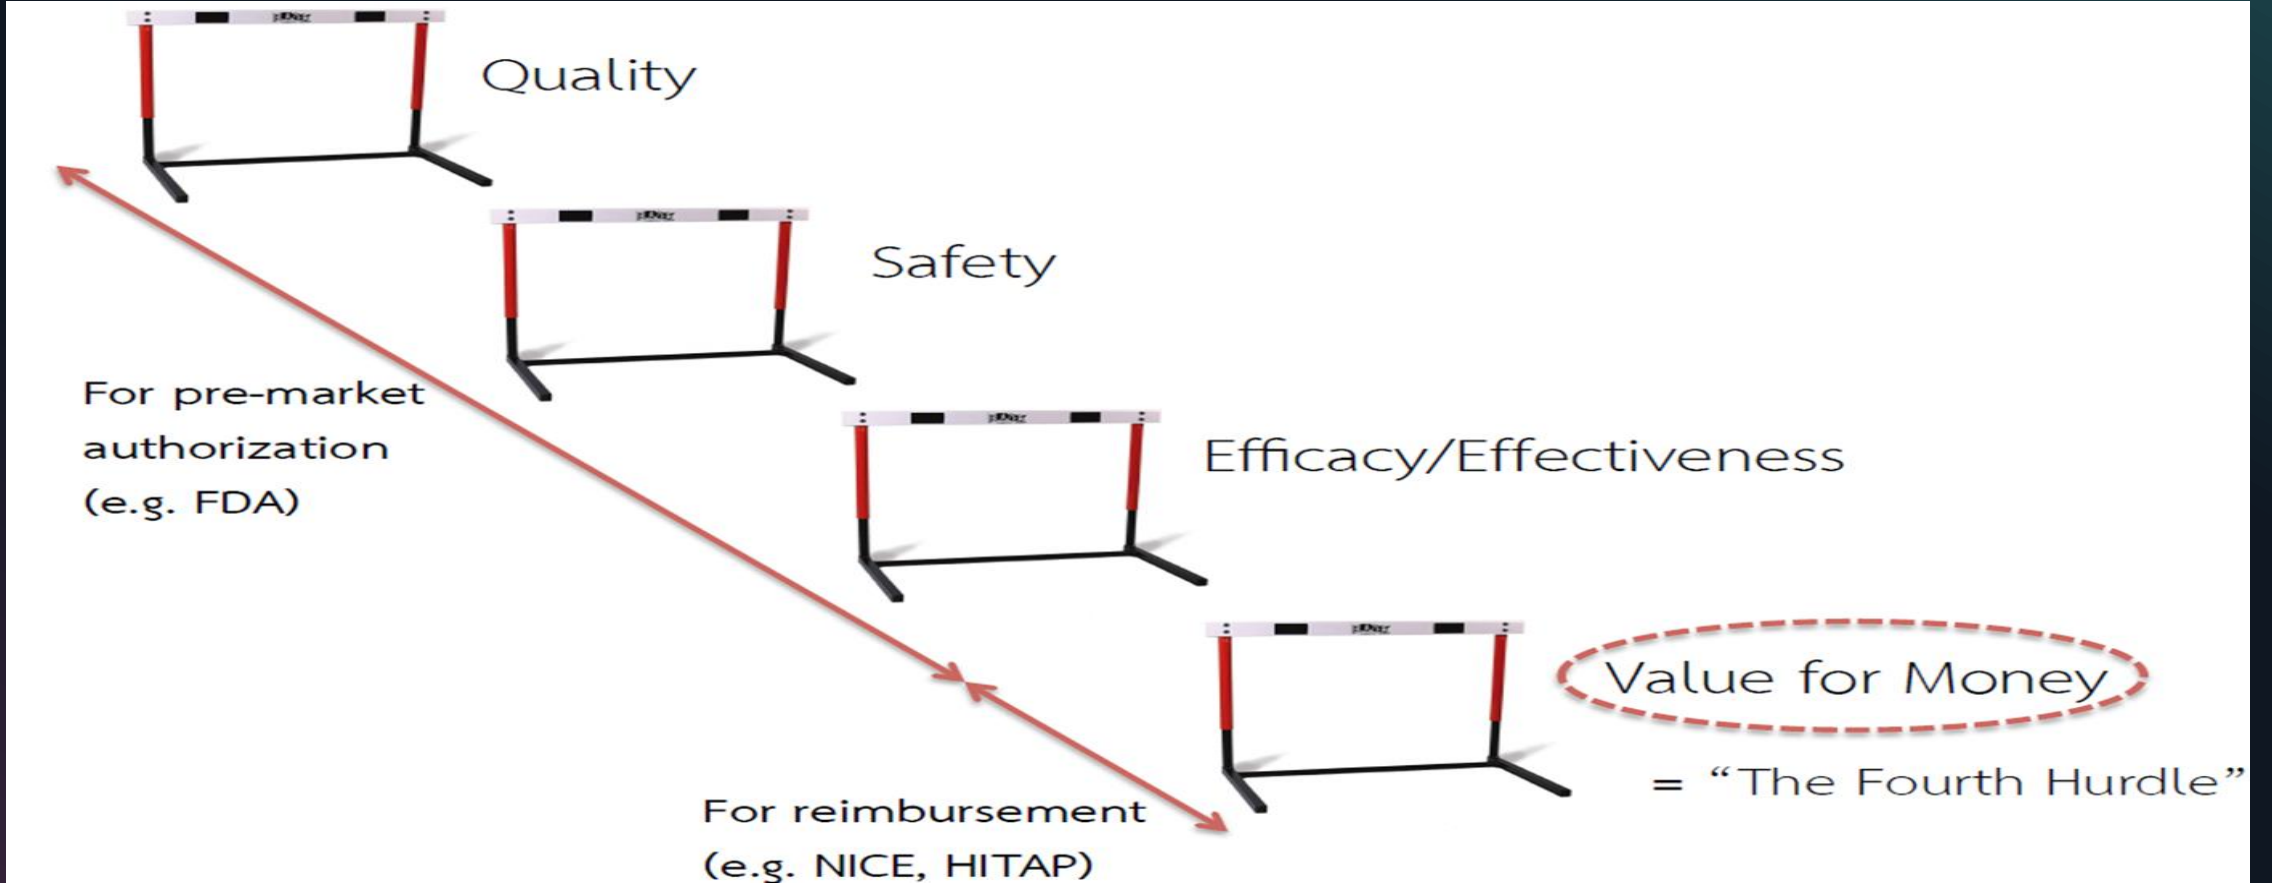 Quality
Safety
For pre-market
authorization
(e.g. FDA)
Efficacy/Effectiveness
Value for Money
= “The Fourth Hurdle”
For reimbursement
(e.g. NICE, HITAP)